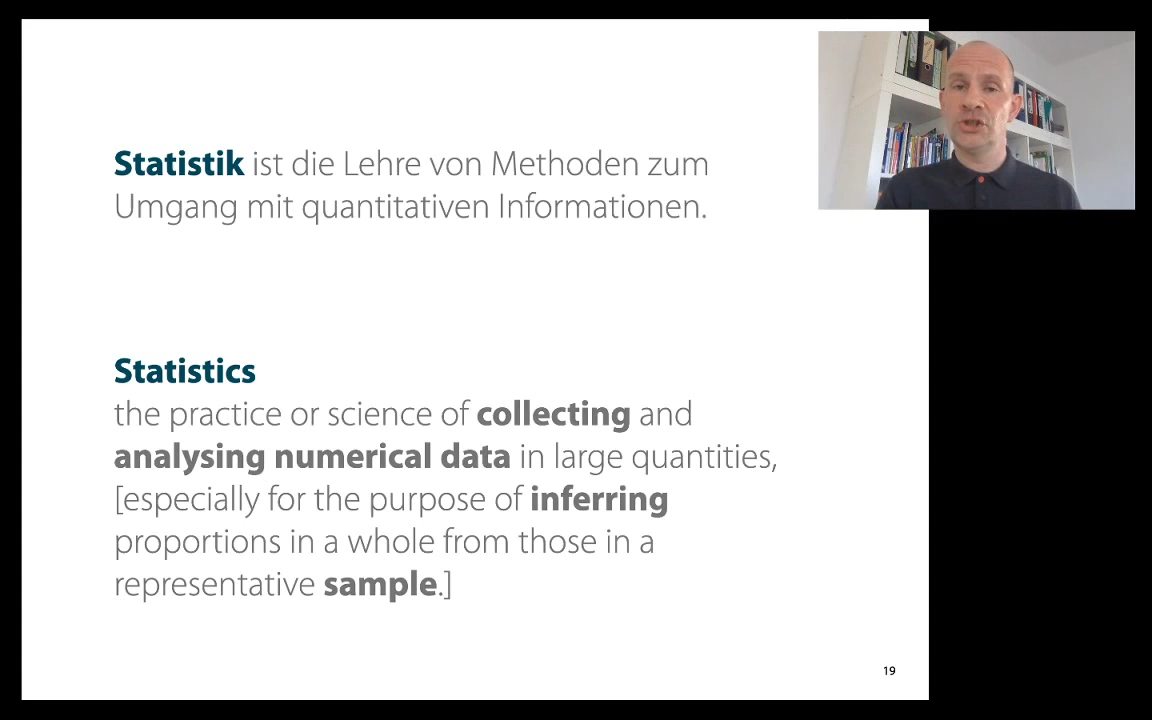 Statistik ist die Lehre von Methoden zum
Umgang mit quantitativen Informationen.
Statistics
the practice or science of collecting and
analysing numerical data in large quantities,
[especially for the purpose of inferring
proportions in a whole from those in a
representative sample.]
19